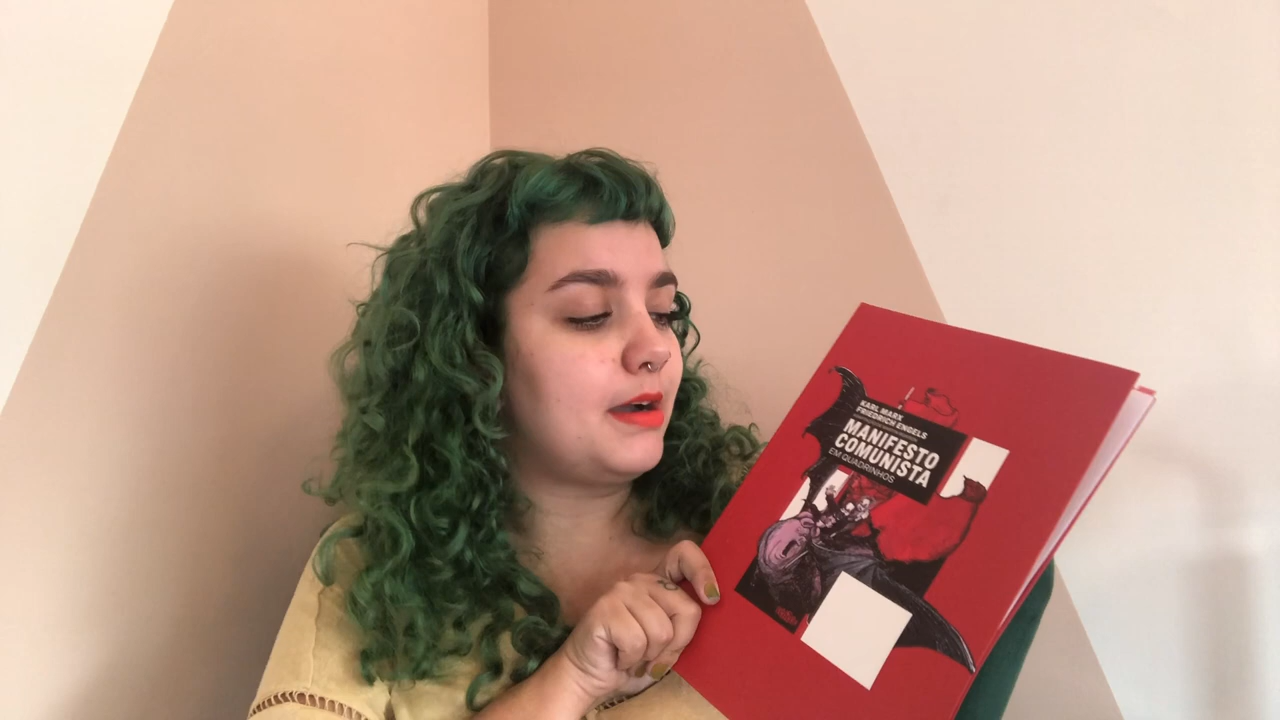 KARL MARX
FRIEDRICH ENGELS
MANIFESTO
COMUNISTA
EM QUADRINHOS